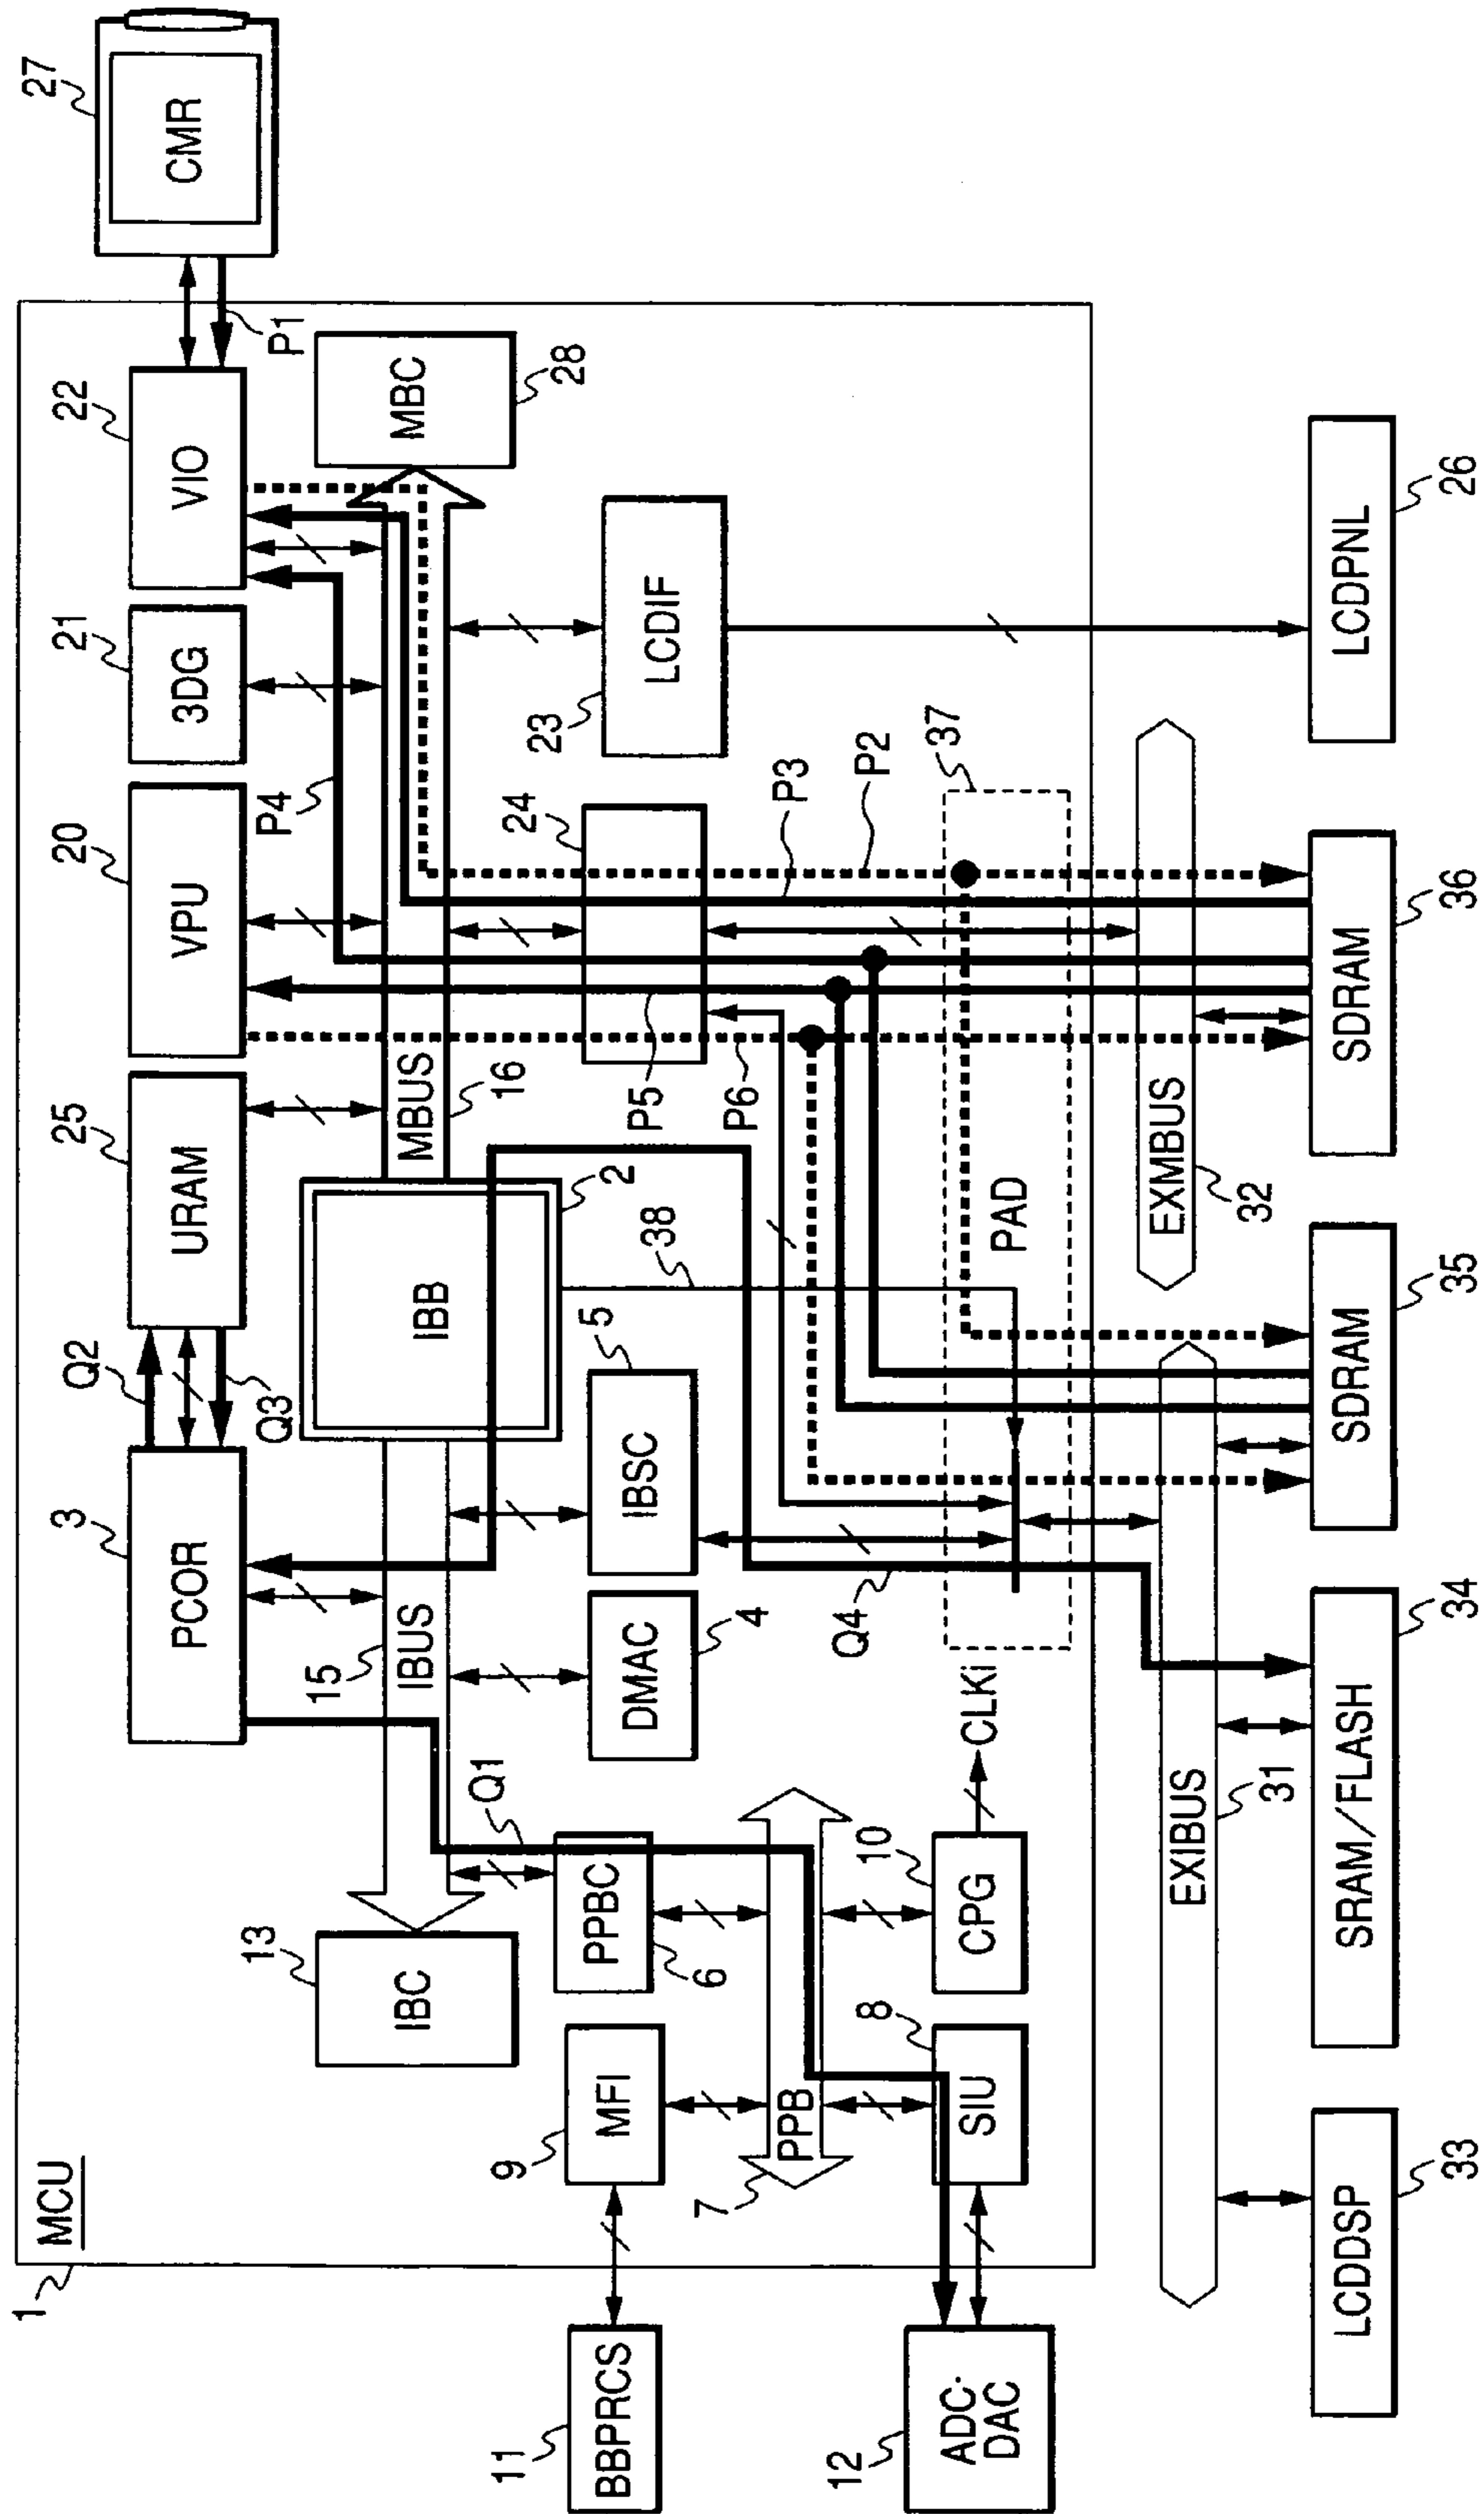 1
MCU
11
BBPRCS
9
MFI
13
IBC
3
PCOR
Q2
Q3
25
URAM
20
VPU
21
3DG
22
VIO
27
CMR
P1
P4
MBC
28
15
IBUS
IBB
2
MBUS
16
Q1
PPBC
6
DMAC
4
IBSC
5
38
24
23
LCDIF
P5
P6
P3
P2
37
7
PPB
12
ADC·
DAC
8
SIU
10
CPG
CLKi
Q4
PAD
EXIBUS
31
EXMBUS
32
LCDDSP
33
SRAM/FLASH
34
SDRAM
35
SDRAM
36
LCDPNL
26